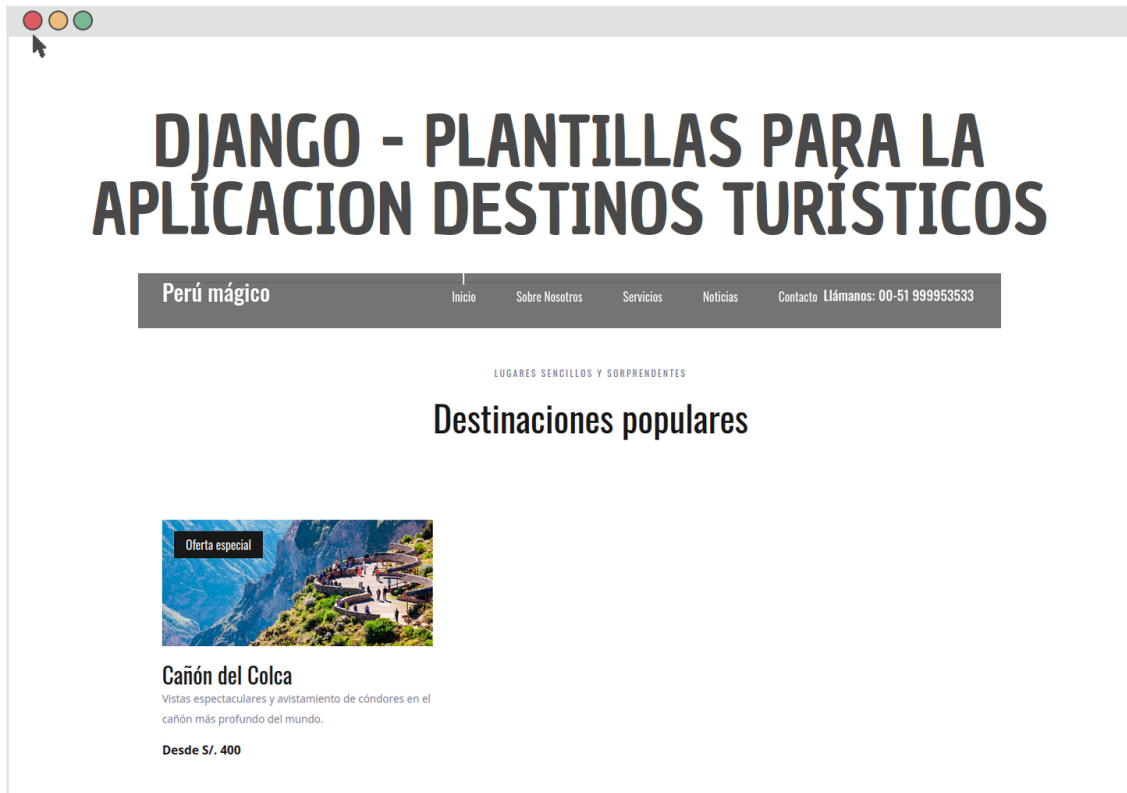 DJANGO - PLANTILLAS PARA LA
APLICACION DESTINOS TURÍSTICOS
Perú mágico Inicio Sobre Nosotros Servicios Noticias Contacto Llámanos: 00-51 999953533
LUGARES SENCILLOS Y SORPRENDENTES
Destinaciones populares
Oferta especial
Cañón del Colca
Vistas espectaculares y avistamiento de cóndores en el
cañón más profundo del mundo.
Desde S/. 400